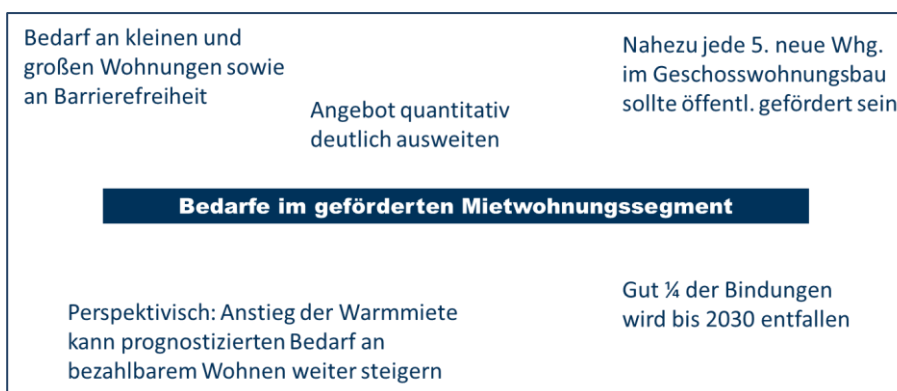 Bedarf an kleinen und
großen Wohnungen sowie
an Barrierefreiheit
Angebot quantitativ
deutlich ausweiten
Nahezu jede 5. neue Whg.
im Geschosswohnungsbau
sollte öffentl. gefördert sein
Bedarfe im geförderten Mietwohnungssegment
Perspektivisch: Anstieg der Warmmiete
kann prognostizierten Bedarf an
bezahlbarem Wohnen weiter steigern
Gut ¼ der Bindungen
wird bis 2030 entfallen